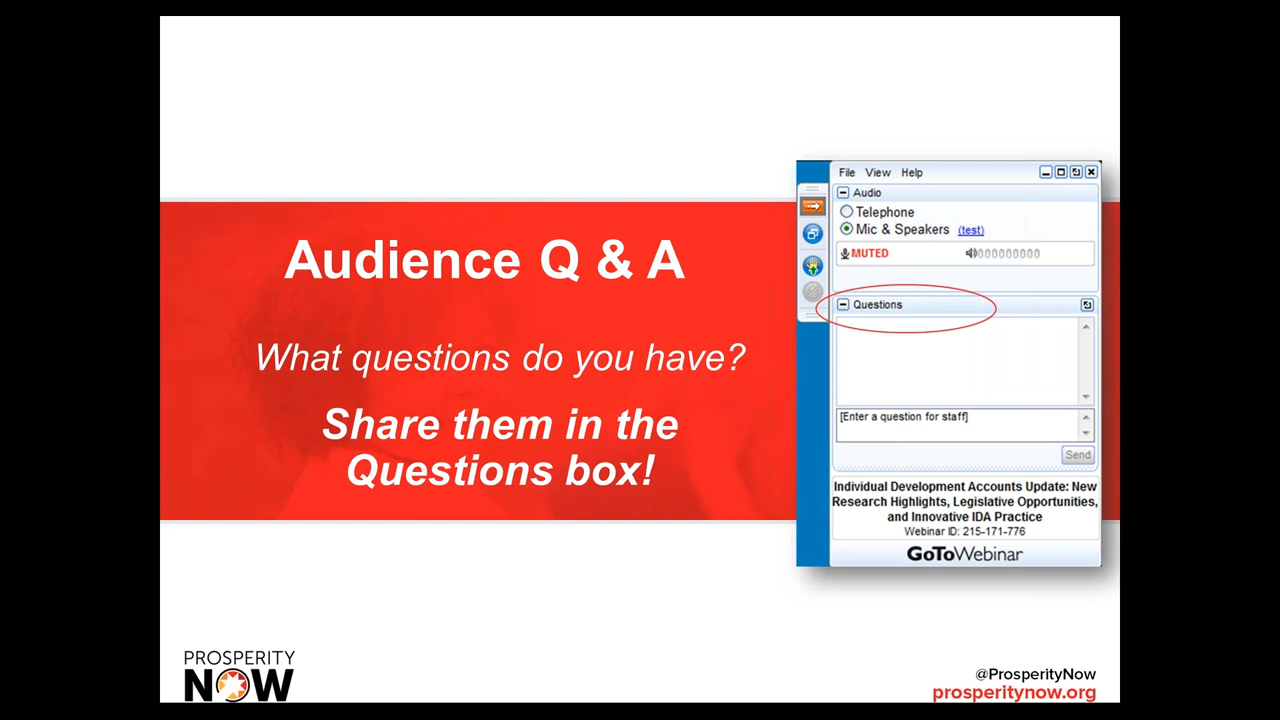 Audience Q & A
What questions do you have?
Share them in the
Questions box!
File View Help
Audio
Telephone
Mic & Speakers (test)
MUTED
000000000
Questions
[Enter a question for staff]
Send
Individual Development Accounts Update: New
Research Highlights, Legislative Opportunities,
and Innovative IDA Practice
Webinar ID: 215-171-776
GoToWebinar
PROSPERITY
NOW
@ProsperityNow
prosperitynow.org